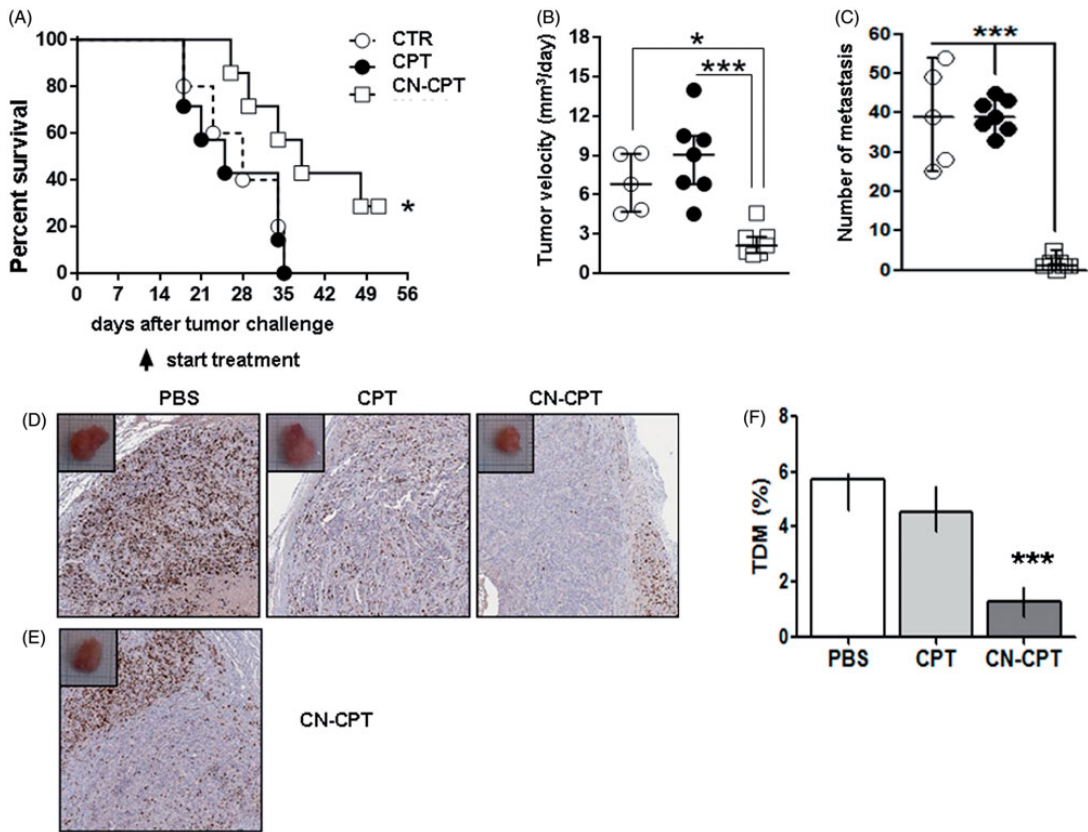 (A)
Percent survival
100
80
60
40
20
0
CTR
CPT
CN-CPT
*
0 7 14 21 28 35 42 49 56
days after tumor challenge
start treatment
(B)
Tumor velocity (mm³/day)
18
15
12
9
6
3
0
*
***
(C)
Number of metastasis
60
50
40
30
20
10
0
***
(D)
PBS CPT CN-CPT
(E)
CN-CPT
(F)
TDM (%)
8
6
4
2
0
***
PBS CPT CN-CPT